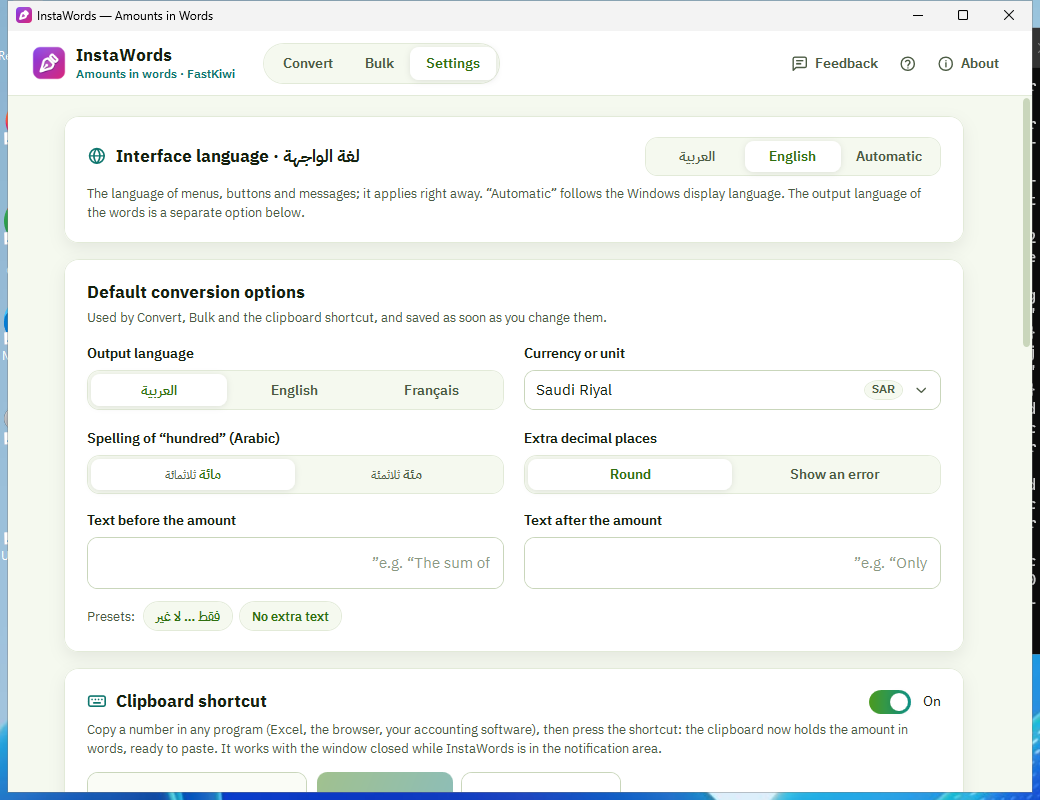 InstaWords — Amounts in Words
InstaWords
Amounts in words · FastKiwi
Convert Bulk Settings
Feedback About
Interface language · لغة الواجهة
العربية English Automatic
The language of menus, buttons and messages; it applies right away. “Automatic” follows the Windows display language. The output language of
the words is a separate option below.
Default conversion options
Used by Convert, Bulk and the clipboard shortcut, and saved as soon as you change them.
Output language
العربية English Français
Currency or unit
Saudi Riyal SAR
Spelling of “hundred” (Arabic)
مائة ثلاثمائة مئة ثلاثمئة
Extra decimal places
Round Show an error
Text before the amount
”e.g. “The sum of
Text after the amount
”e.g. “Only
Presets: فقط ... لا غير No extra text
Clipboard shortcut
On
Copy a number in any program (Excel, the browser, your accounting software), then press the shortcut: the clipboard now holds the amount in
words, ready to paste. It works with the window closed while InstaWords is in the notification area.